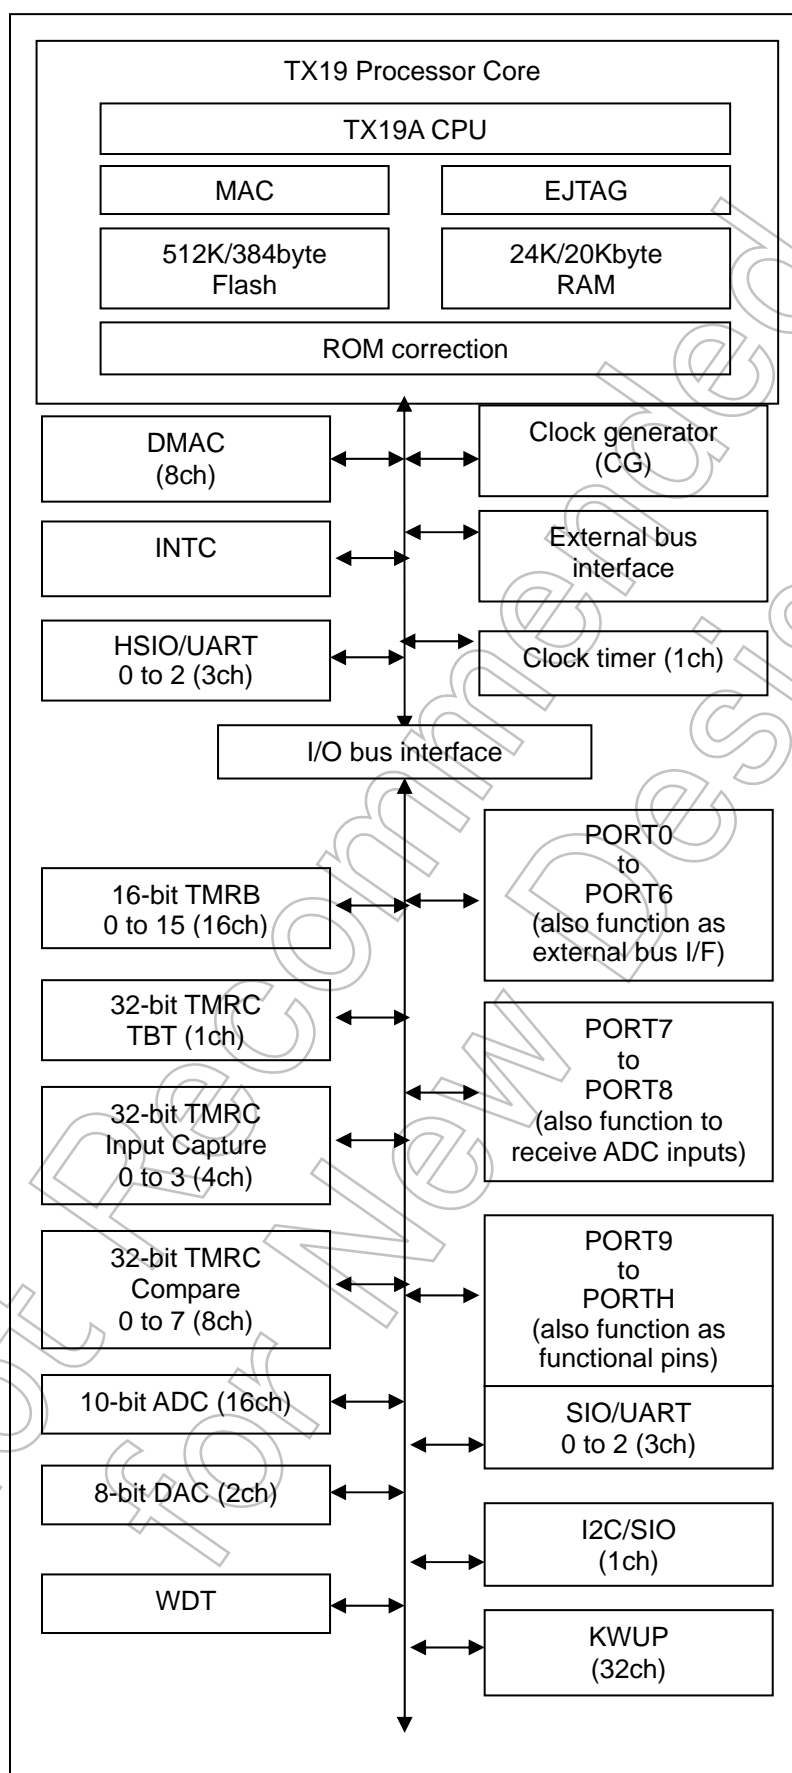 TX19 Processor Core
TX19A CPU
MAC
EJTAG
512K/384byte
Flash
24K/20Kbyte
RAM
ROM correction
DMAC
(8ch)
Clock generator
(CG)
INTC
External bus
interface
HSIO/UART
0 to 2 (3ch)
Clock timer (1ch)
I/O bus interface
PORT0
to
PORT6
(also function as
external bus I/F)
16-bit TMRB
0 to 15 (16ch)
32-bit TMRC
TBT (1ch)
PORT7
to
PORT8
(also function to
receive ADC inputs)
32-bit TMRC
Input Capture
0 to 3 (4ch)
32-bit TMRC
Compare
0 to 7 (8ch)
PORT9
to
PORTH
(also function as
functional pins)
10-bit ADC (16ch)
SIO/UART
0 to 2 (3ch)
8-bit DAC (2ch)
I2C/SIO
(1ch)
WDT
KWUP
(32ch)
Not Recommended
for New Design